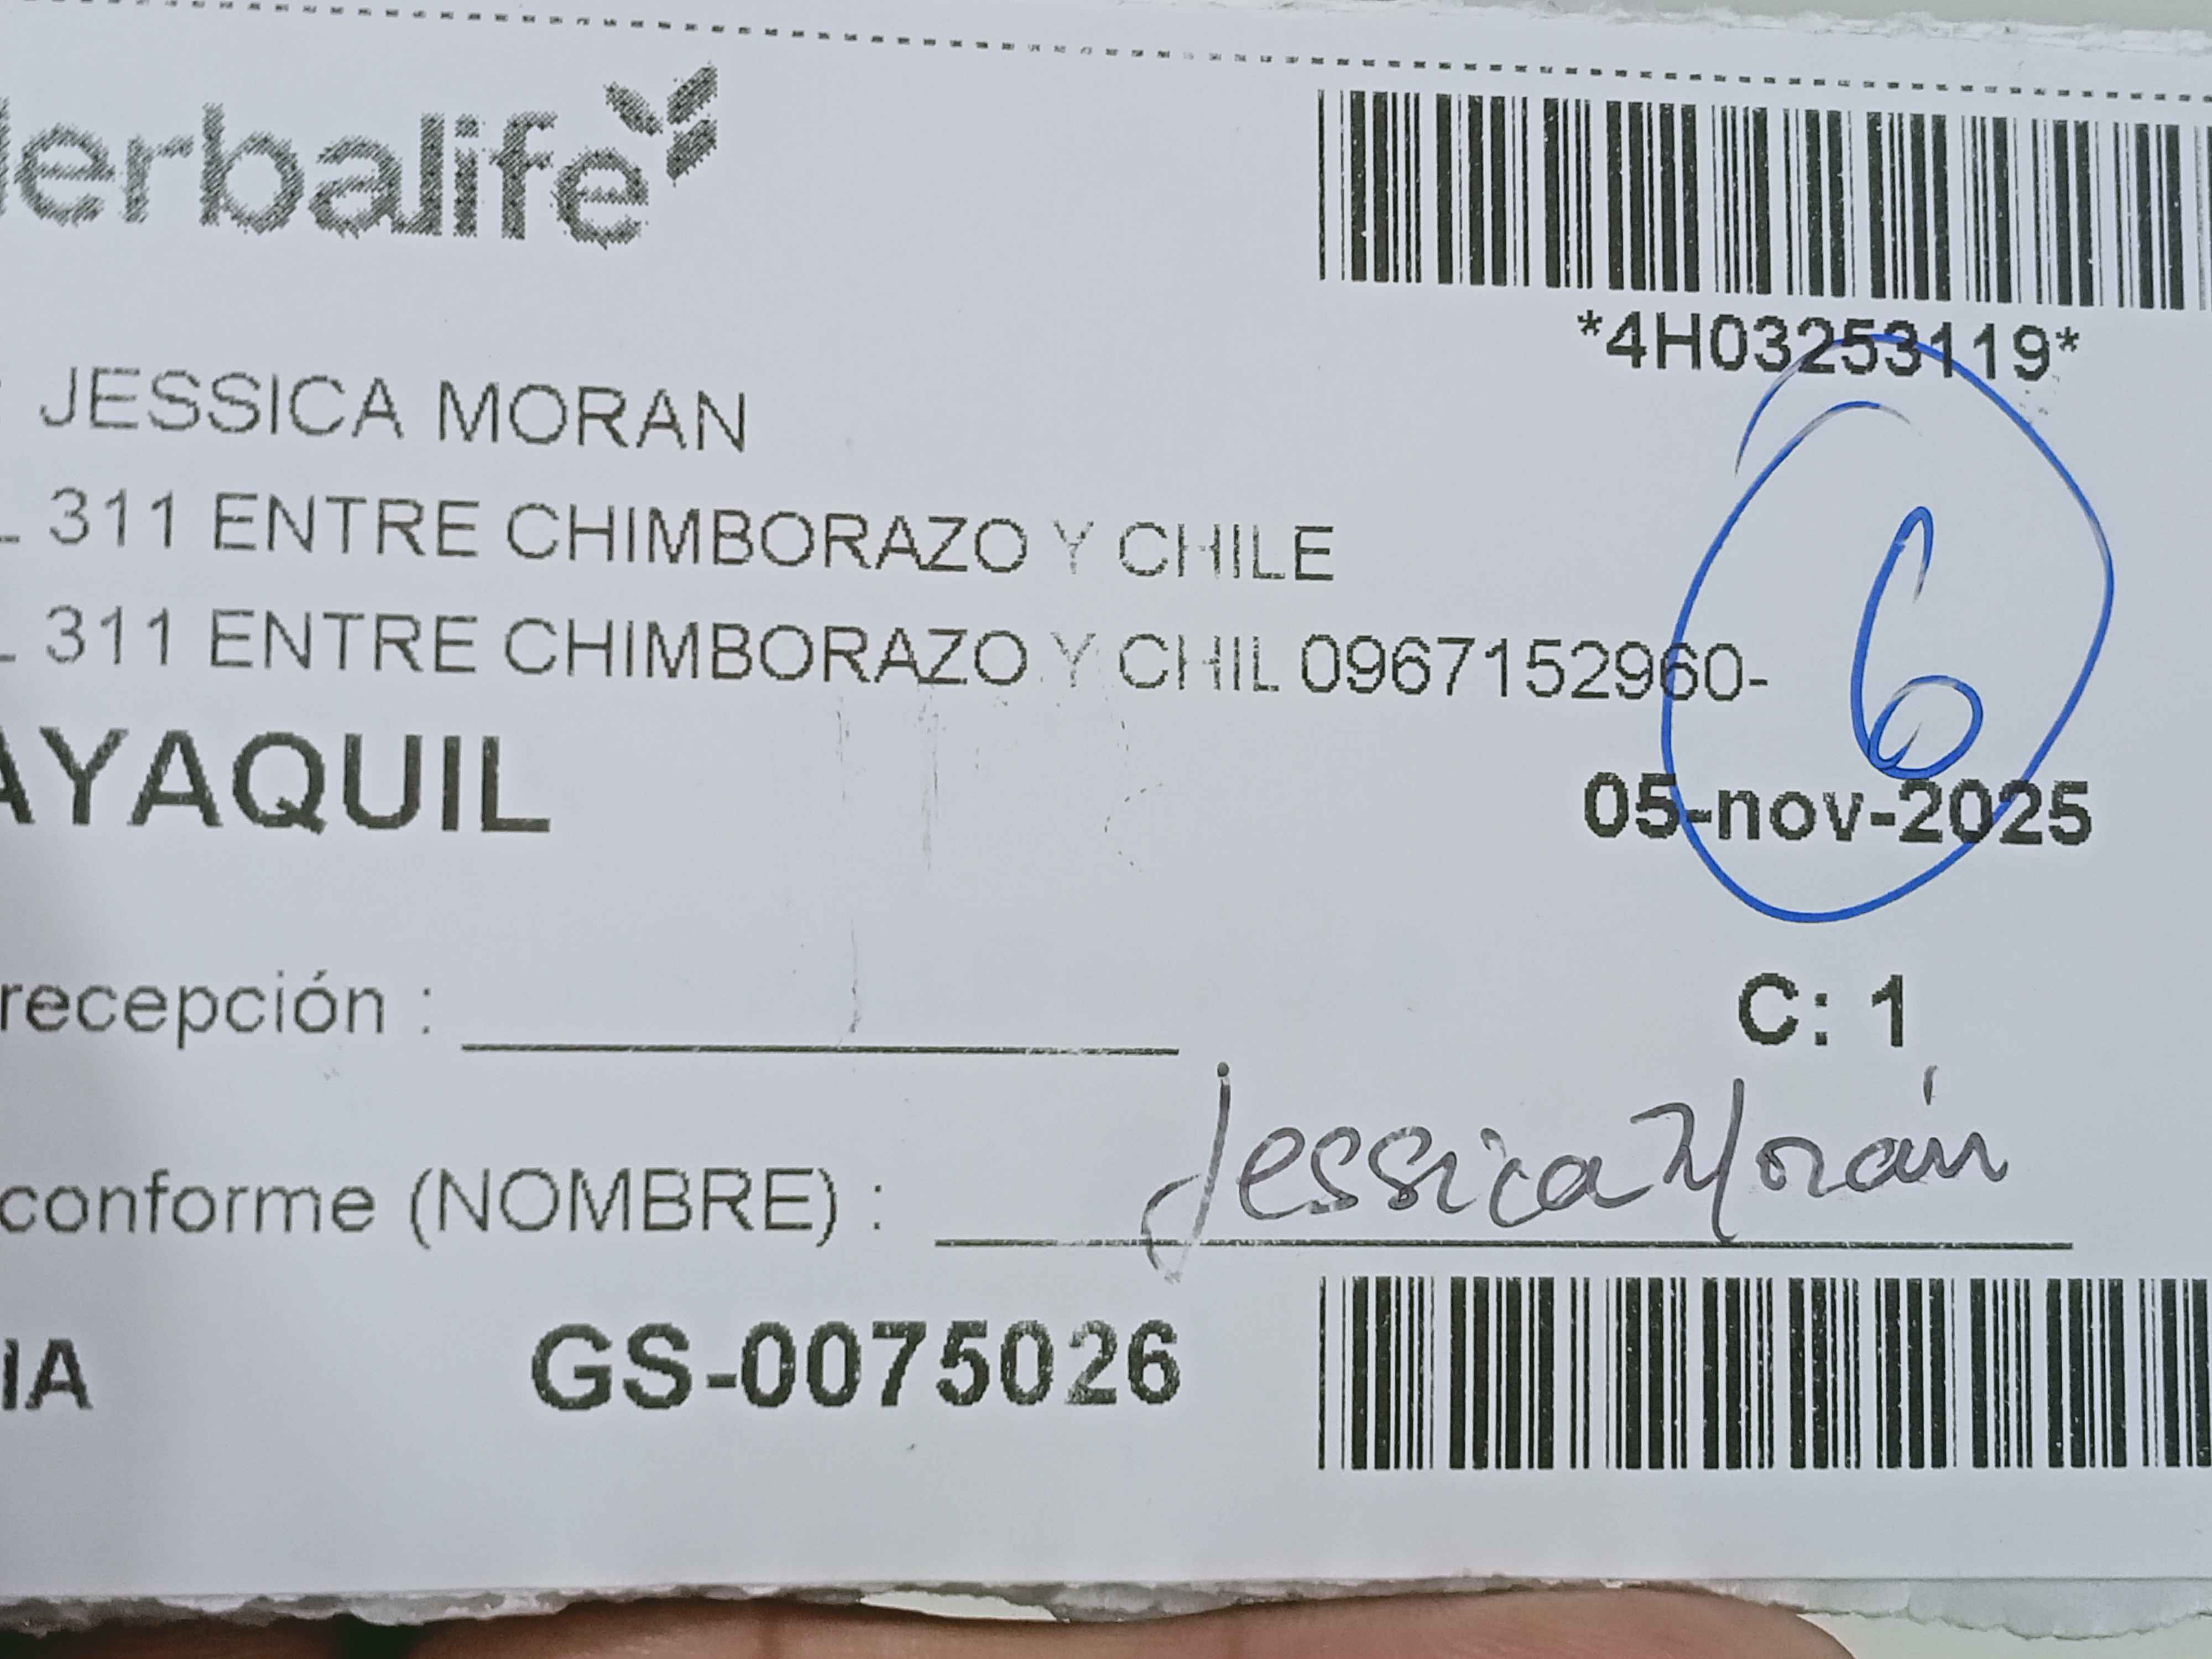 Herbalife
*4H03253119*
JESSICA MORAN
311 ENTRE CHIMBORAZO Y CHILE
311 ENTRE CHIMBORAZO Y CHIL 0967152960-
6
AYAQUIL
05-nov-2025
recepción :
C: 1
conforme (NOMBRE) : Jessica Morán
IA GS-0075026